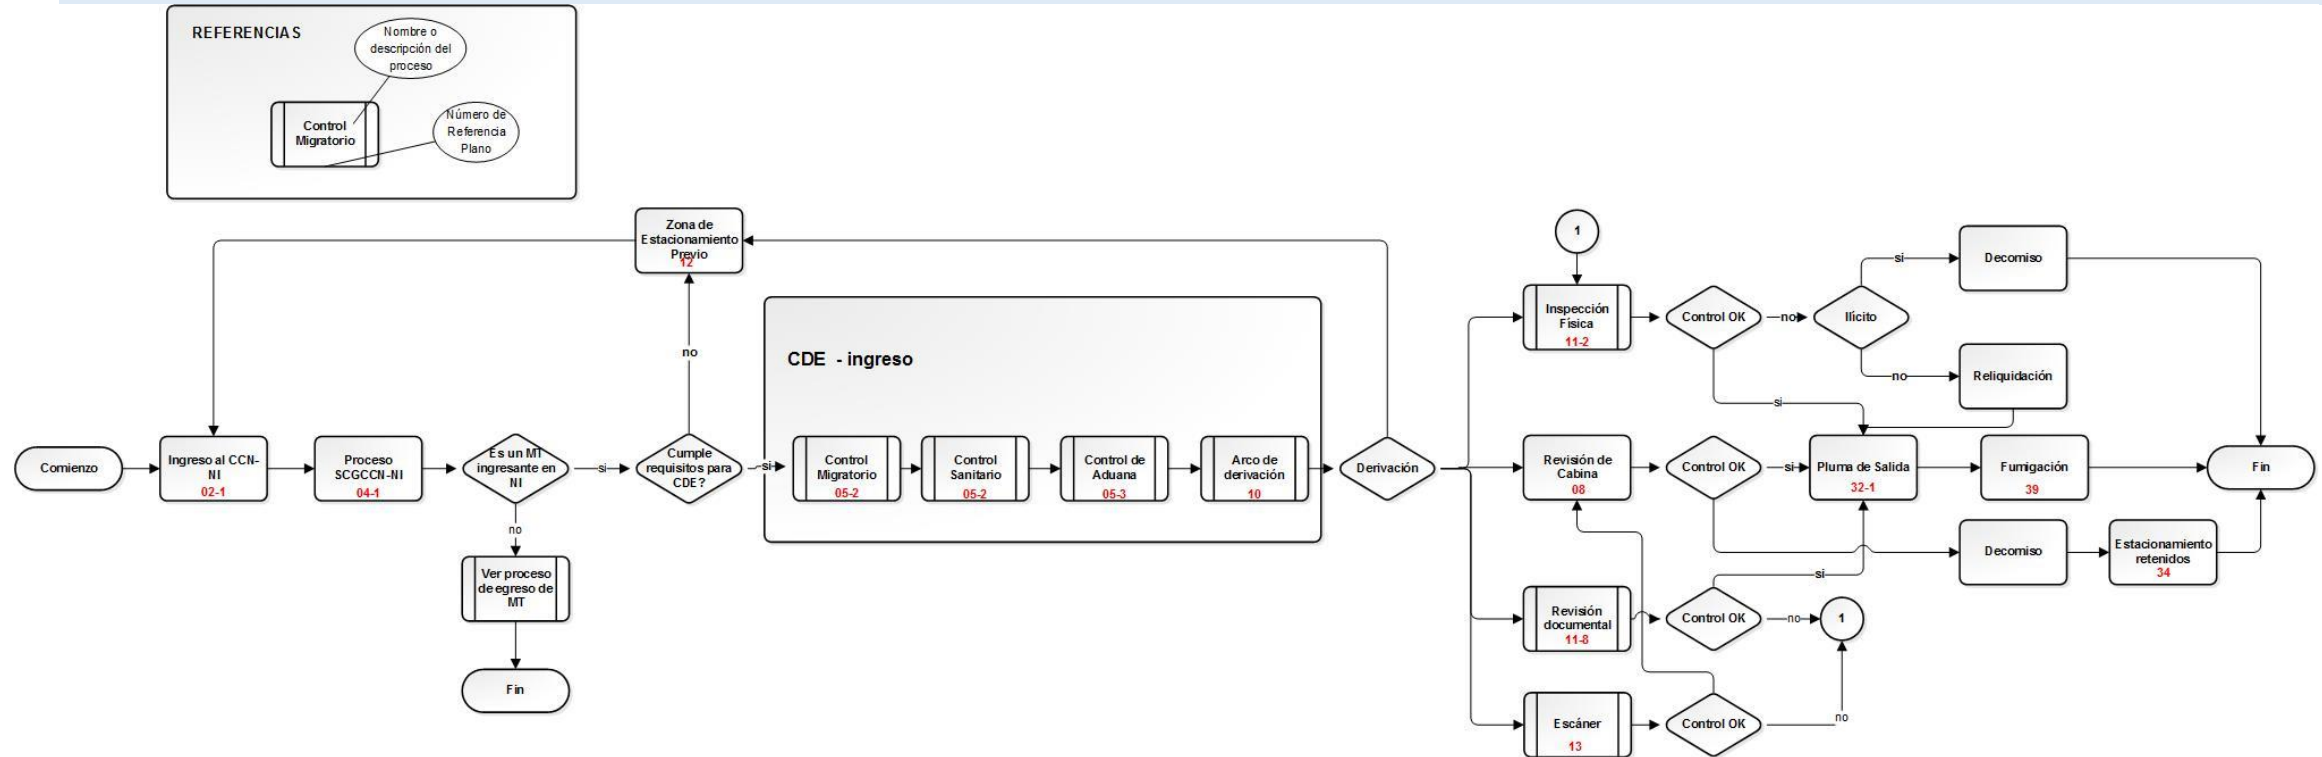 REFERENCIAS
Nombre o
descripción del
proceso
Control
Migratorio
Número de
Referencia
Plano
Zona de
Estacionamiento
Previo
12
no
CDE - ingreso
Comienzo
Ingreso al CCN-
NI
02-1
Proceso
SCGCCN-NI
04-1
Es un MT
ingresante en
NI
si
no
Ver proceso
de egreso de
MT
Fin
Cumple
requisitos para
CDE?
si
Control
Migratorio
05-2
Control
Sanitario
05-2
Control de
Aduana
05-3
Arco de
derivación
10
Derivación
1
Inspección
Física
11-2
Control OK
no
Ilícito
si
Decomiso
no
Reliquidación
si
Revisión de
Cabina
08
Control OK
si
Pluma de Salida
32-1
Fumigación
39
Fin
Decomiso
Estacionamiento
retenidos
34
si
Revisión
documental
11-8
Control OK
no
1
Escáner
13
Control OK
no